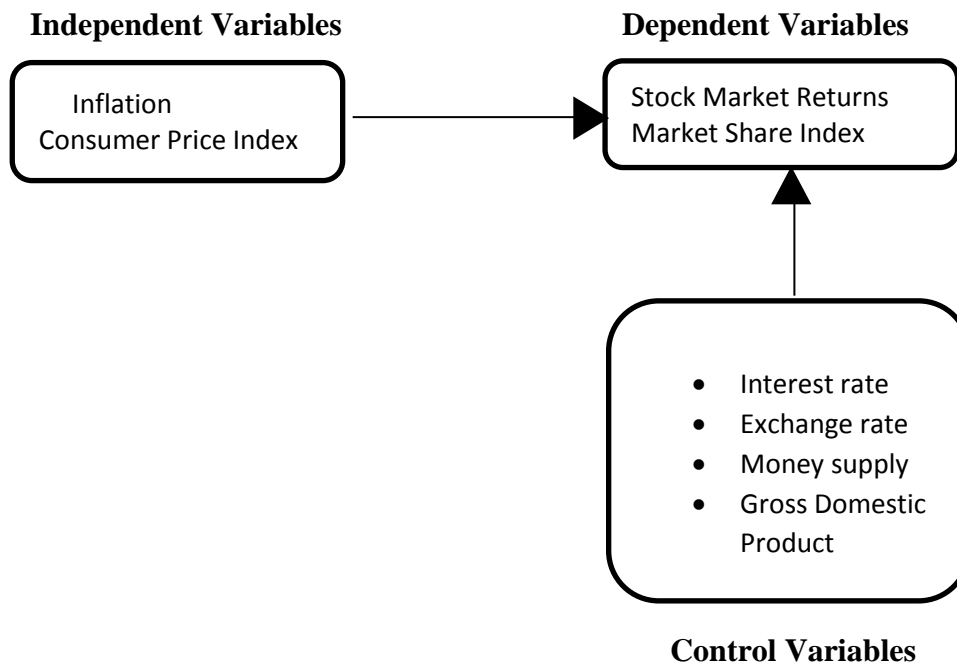 Independent Variables
Inflation
Consumer Price Index
Dependent Variables
Stock Market Returns
Market Share Index
• Interest rate
• Exchange rate
• Money supply
• Gross Domestic
Product
Control Variables